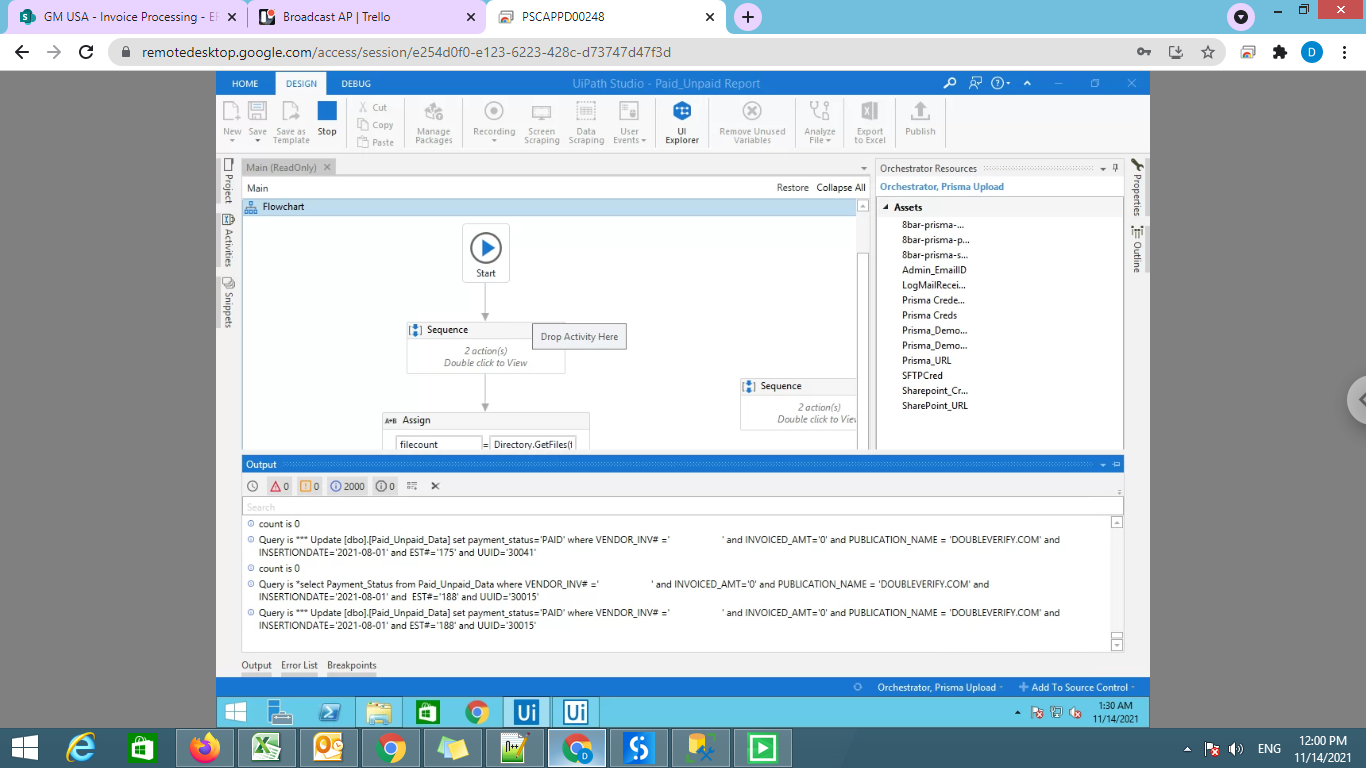 GM USA - Invoice Processing - EF
Broadcast AP | Trello
PSCAPPD00248
remotedesktop.google.com/access/session/e254d0f0-e123-6223-428c-d73747d47f3d
D
HOME
DESIGN
DEBUG
UiPath Studio - Paid_Unpaid Report
New
Save
Save as
Template
Stop
Cut
Copy
Paste
Manage
Packages
Recording
Screen
Scraping
Data
Scraping
User
Events
UI
Explorer
Remove Unused
Variables
Analyze
File
Export
to Excel
Publish
Project
Activities
Snippets
Main (ReadOnly)
Main
Restore
Collapse All
Flowchart
Start
Sequence
2 action(s)
Double click to View
Drop Activity Here
Assign
A+B
filecount
=
Directory.GetFiles(f
Sequence
2 action(s)
Double click to View
Orchestrator Resources
Orchestrator, Prisma Upload
Assets
8bar-prisma-...
8bar-prisma-p...
8bar-prisma-s...
Admin_EmailID
LogMailRecei...
Prisma Crede...
Prisma Creds
Prisma_Demo...
Prisma_Demo...
Prisma_URL
SFTPCred
Sharepoint_Cr...
SharePoint_URL
Properties
Outline
Output
0
0
2000
0
Search
count is 0
Query is *** Update [dbo].[Paid_Unpaid_Data] set payment_status='PAID' where VENDOR_INV# =' ' and INVOICED_AMT='0' and PUBLICATION_NAME = 'DOUBLEVERIFY.COM' and
INSERTIONDATE='2021-08-01' and EST#='175' and UUID='30041'
count is 0
Query is *select Payment_Status from Paid_Unpaid_Data where VENDOR_INV# =' ' and INVOICED_AMT='0' and PUBLICATION_NAME = 'DOUBLEVERIFY.COM' and
INSERTIONDATE='2021-08-01' and EST#='188' and UUID='30015'
Query is *** Update [dbo].[Paid_Unpaid_Data] set payment_status='PAID' where VENDOR_INV# =' ' and INVOICED_AMT='0' and PUBLICATION_NAME = 'DOUBLEVERIFY.COM' and
INSERTIONDATE='2021-08-01' and EST#='188' and UUID='30015'
Output
Error List
Breakpoints
Orchestrator, Prisma Upload
Add To Source Control
Ui
Ui
1:30 AM
11/14/2021
D
ENG
12:00 PM
11/14/2021